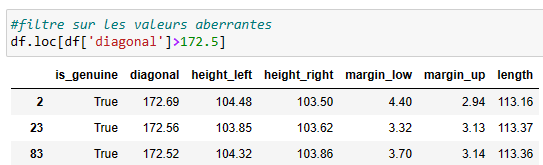 #filtre sur les valeurs aberrantes
df.loc[df['diagonal']>172.5]
is_genuine diagonal height_left height_right margin_low margin_up length
2 True 172.69 104.48 103.50 4.40 2.94 113.16
23 True 172.56 103.85 103.62 3.32 3.13 113.37
83 True 172.52 104.32 103.86 3.70 3.14 113.36